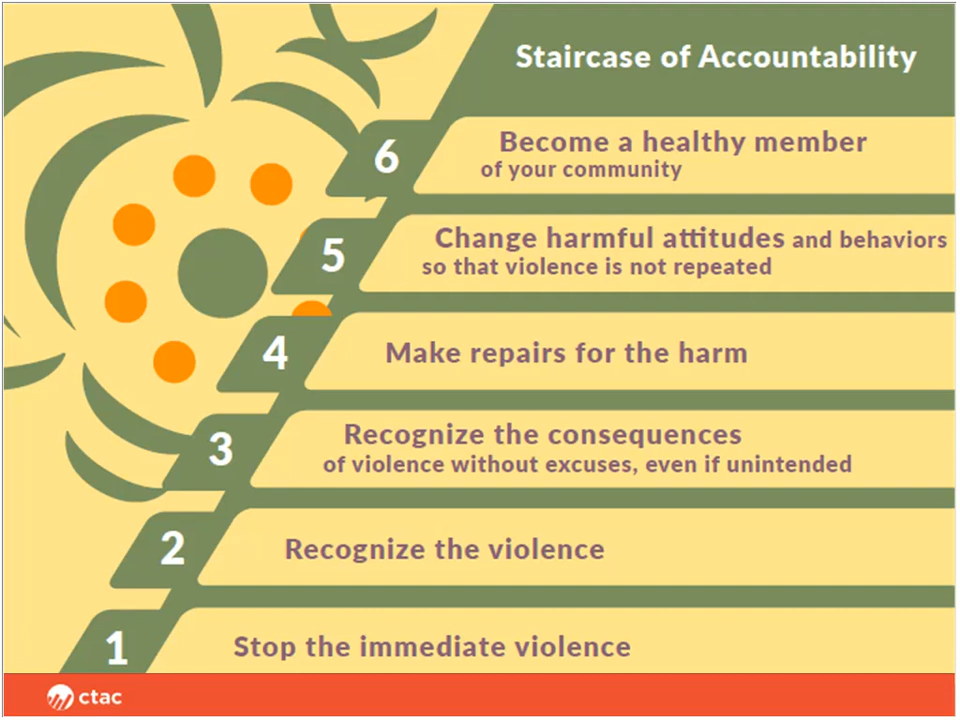 Staircase of Accountability
6
Become a healthy member
of your community
5
Change harmful attitudes and behaviors
so that violence is not repeated
4
Make repairs for the harm
3
Recognize the consequences
of violence without excuses, even if unintended
2
Recognize the violence
1
Stop the immediate violence
ctac